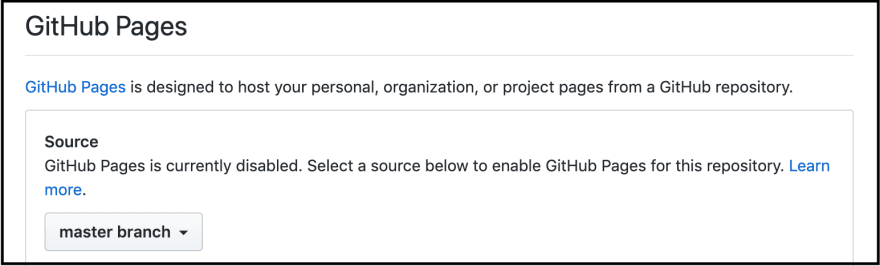 GitHub Pages
GitHub Pages is designed to host your personal, organization, or project pages from a GitHub repository.
Source
GitHub Pages is currently disabled. Select a source below to enable GitHub Pages for this repository. Learn
more.
master branch